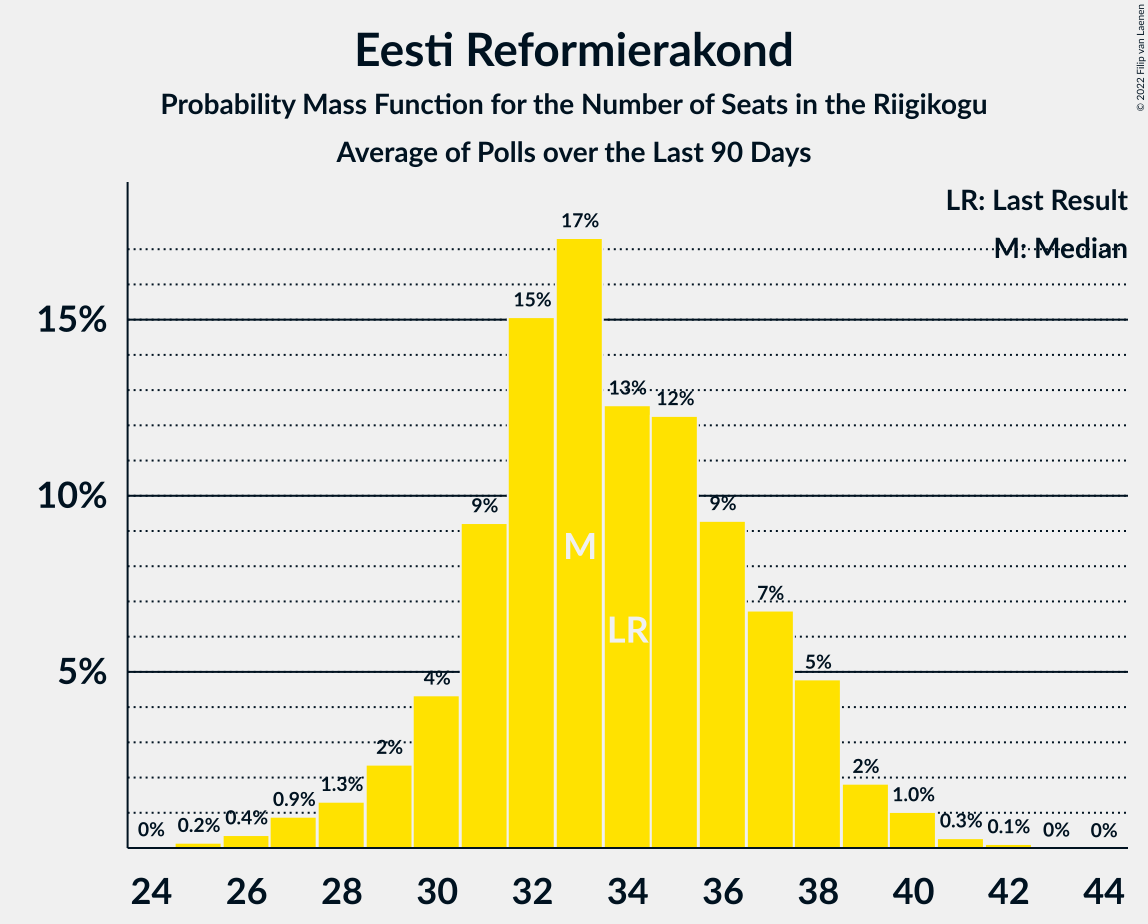 Eesti Reformierakond
Probability Mass Function for the Number of Seats in the Riigikogu
Average of Polls over the Last 90 Days
© 2022 Filip van Laenen
LR: Last Result
M: Median
15%
10%
5%
0%
0.2%
0.4%
0.9%
1.3%
2%
4%
9%
15%
17%
13%
12%
9%
7%
5%
2%
1.0%
0.3%
0.1%
0%
0%
M
LR
24 26 28 30 32 34 36 38 40 42 44